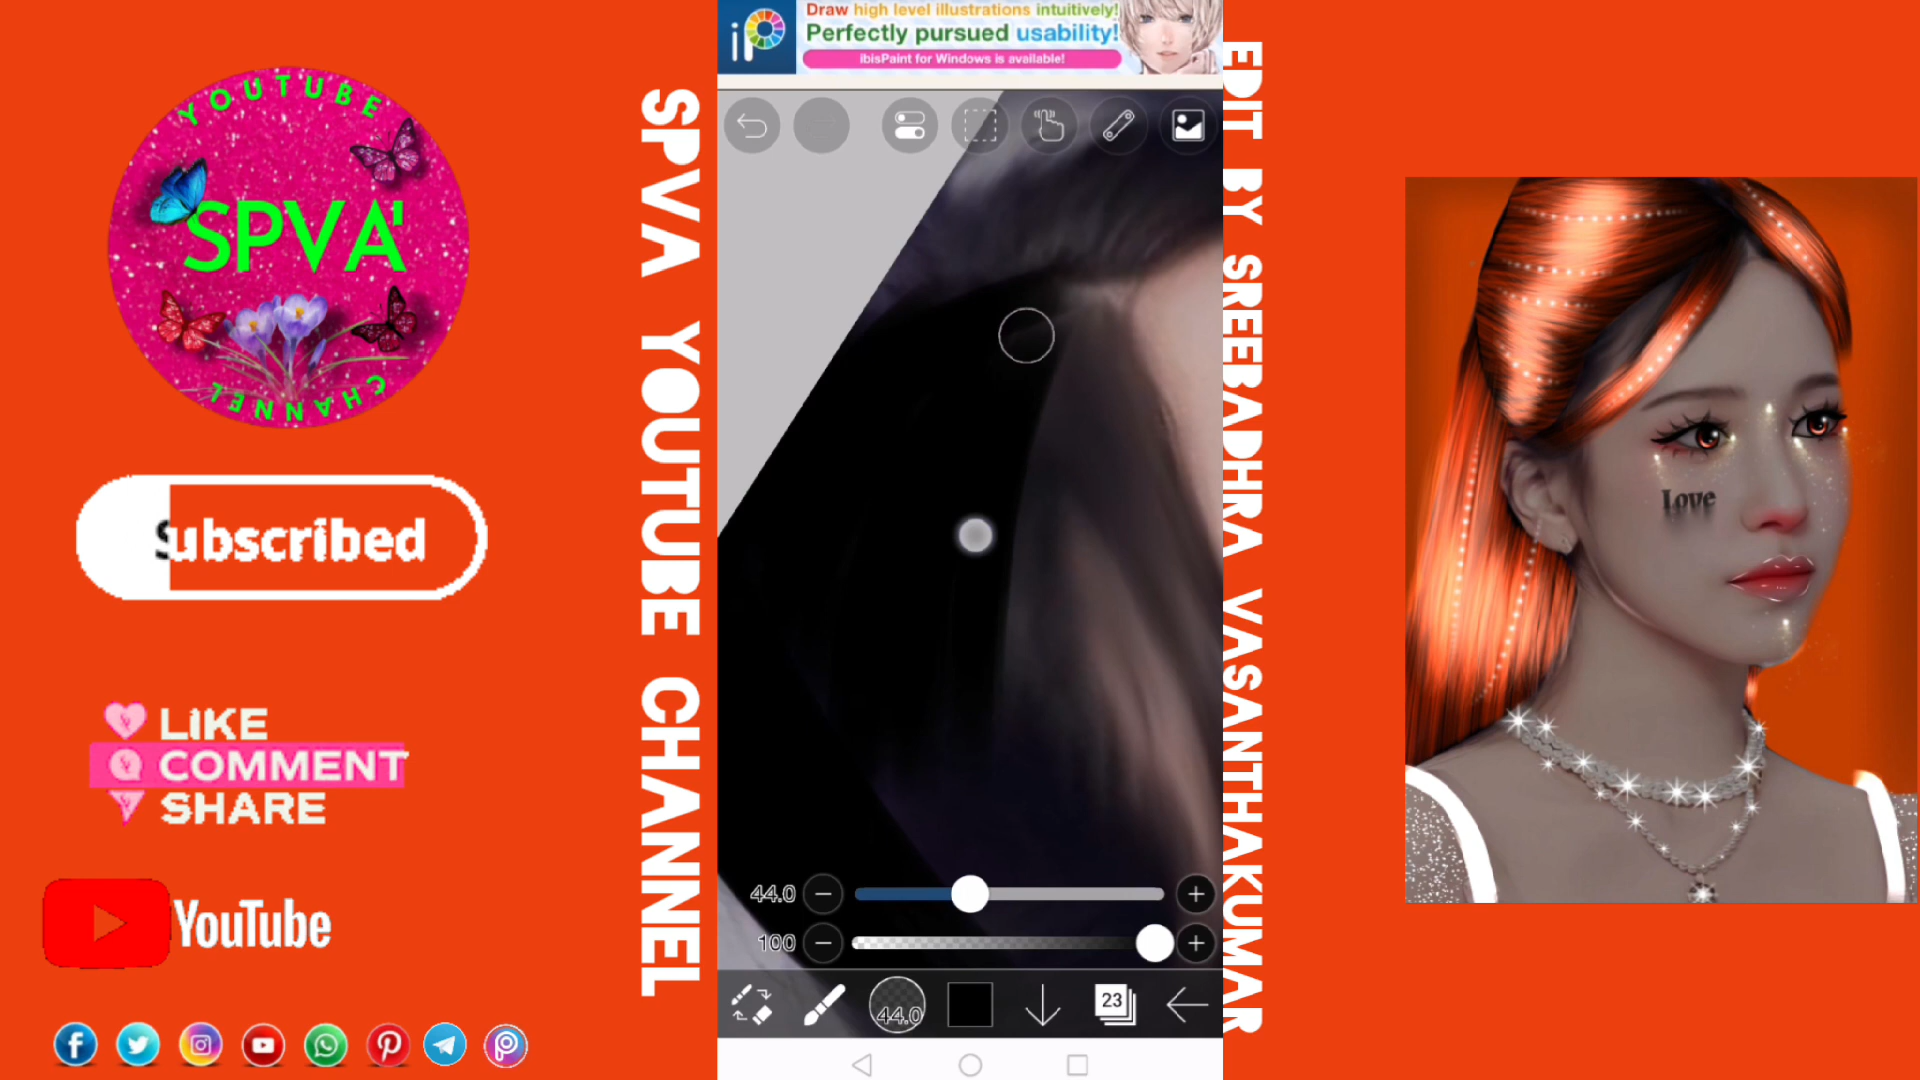 YOUTUBE
SPVA'
CHANNEL
Subscribed
LIKE
COMMENT
SHARE
YouTube
SPVA YOUTUBE CHANNEL
iP
Draw high level illustrations intuitively!
Perfectly pursued usability!
ibisPaint for Windows is available!
44.0
100
44.0
23
EDIT BY SREEBADHRA VASANTHAKUMAR
Love